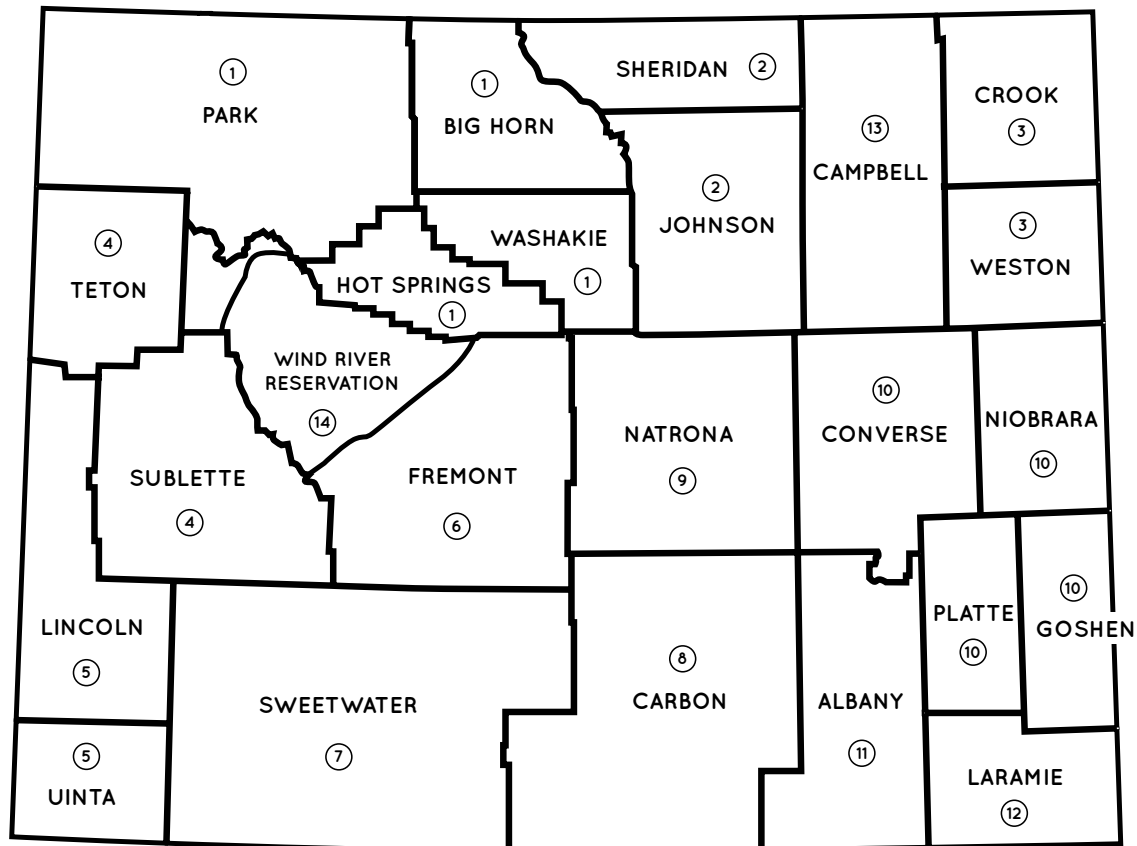 1
PARK
1
BIG HORN
SHERIDAN 2
13
CAMPBELL
CROOK
3
2
JOHNSON
3
WESTON
4
TETON
WASHAKIE
1
HOT SPRINGS
1
WIND RIVER
RESERVATION
14
SUBLETTE
4
FREMONT
6
NATRONA
9
10
CONVERSE
NIOBRARA
10
LINCOLN
5
5
UINTA
SWEETWATER
7
8
CARBON
ALBANY
11
PLATTE
10
10
GOSHEN
LARAMIE
12